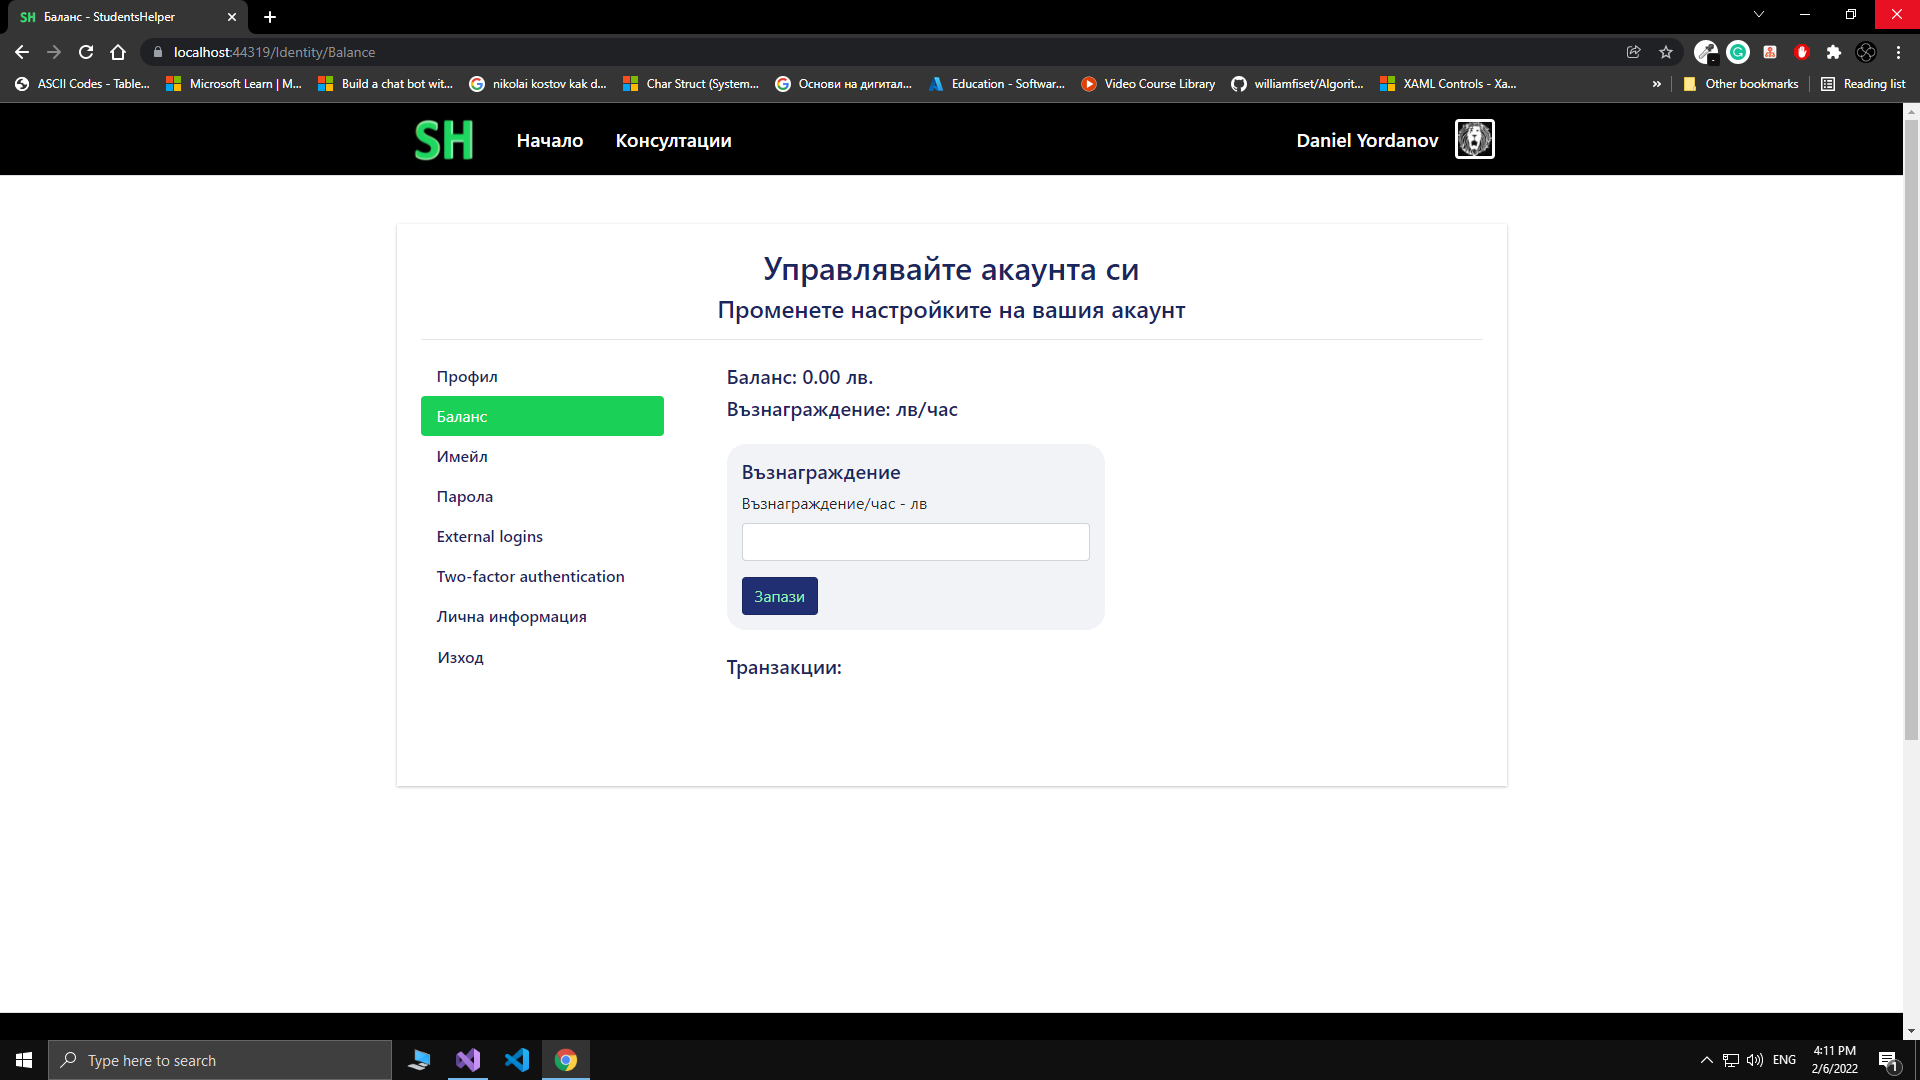 SH Баланс - StudentsHelper
localhost:44319/Identity/Balance
ASCII Codes - Table... Microsoft Learn | M... Build a chat bot wit... nikolai kostov kak d... Char Struct (System... Основи на дигитал... Education - Softwar... Video Course Library williamfiset/Algorit... XAML Controls - Xa... » Other bookmarks Reading list
SH Начало Консултации Daniel Yordanov
Управлявайте акаунта си
Променете настройките на вашия акаунт
Профил
Баланс
Имейл
Парола
External logins
Two-factor authentication
Лична информация
Изход
Баланс: 0.00 лв.
Възнаграждение: лв/час
Възнаграждение
Възнаграждение/час - лв
Запази
Транзакции:
Type here to search
ENG
4:11 PM
2/6/2022
1